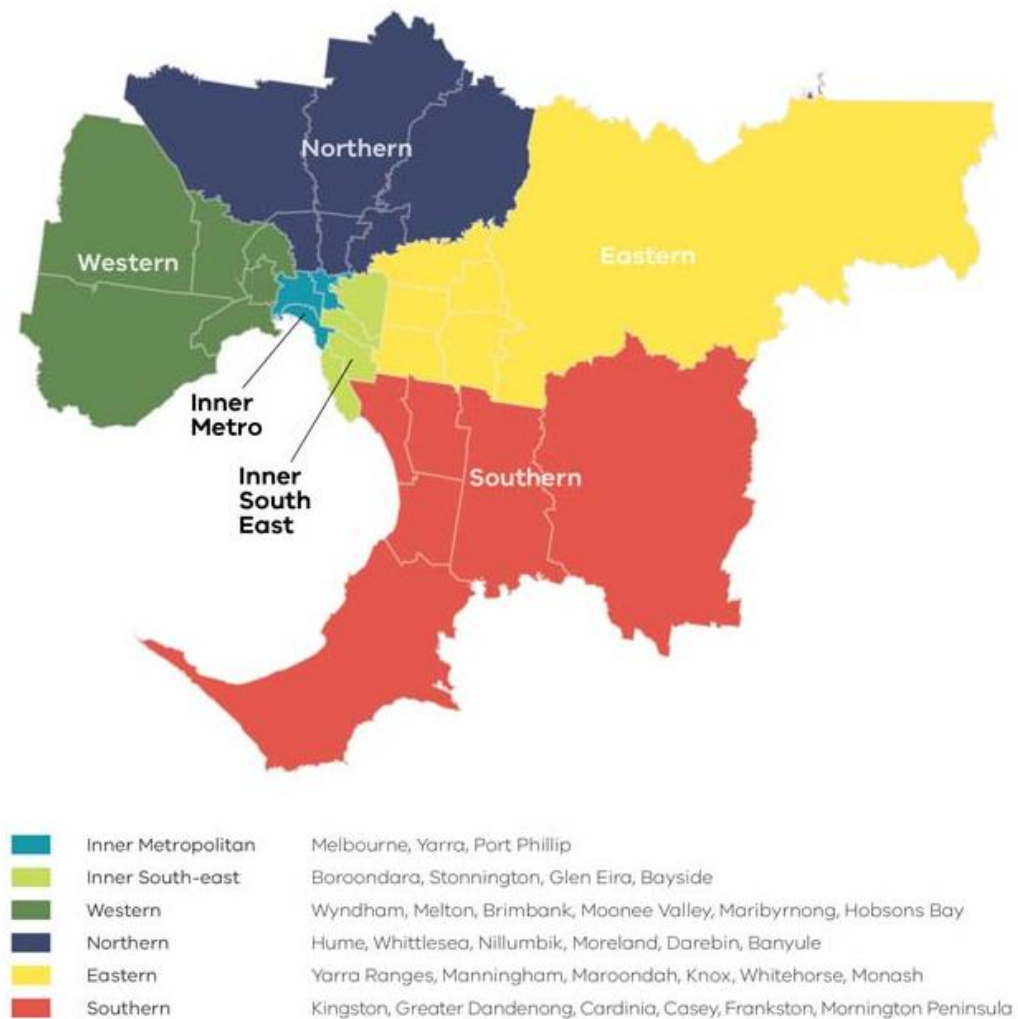 Northern
Western
Eastern
Inner
Metro
Inner
South
East
Southern
Inner Metropolitan Melbourne, Yarra, Port Phillip
Inner South-east Boroondara, Stonnington, Glen Eira, Bayside
Western Wyndham, Melton, Brimbank, Moonee Valley, Maribyrnong, Hobsons Bay
Northern Hume, Whittlesea, Nillumbik, Moreland, Darebin, Banyule
Eastern Yarra Ranges, Manningham, Maroondah, Knox, Whitehorse, Monash
Southern Kingston, Greater Dandenong, Cardinia, Casey, Frankston, Mornington Peninsula